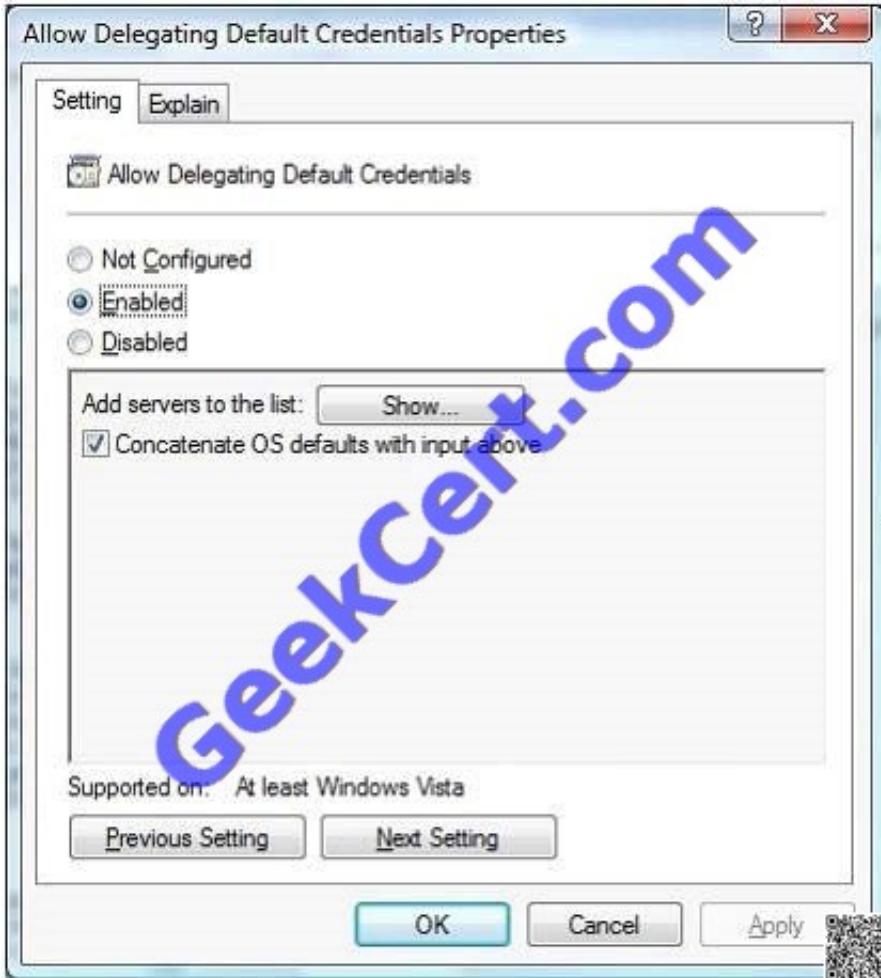 Allow Delegating Default Credentials Properties
Setting
Explain
Allow Delegating Default Credentials
Not Configured
Enabled
Disabled
Add servers to the list:
Show...
Concatenate OS defaults with input above
GeekCert.com
Supported on: At least Windows Vista
Previous Setting
Next Setting
OK
Cancel
Apply